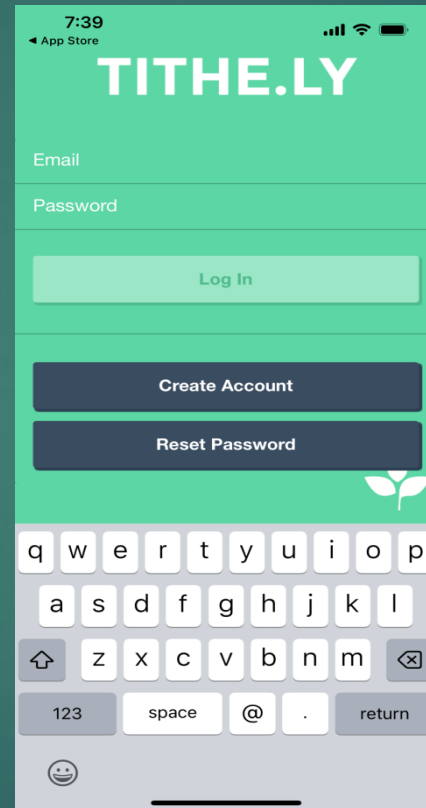 7:39
◀ App Store
TITHE.LY
Email
Password
Log In
Create Account
Reset Password
q w e r t y u i o p
a s d f g h j k l
z x c v b n m
123 space @ . return